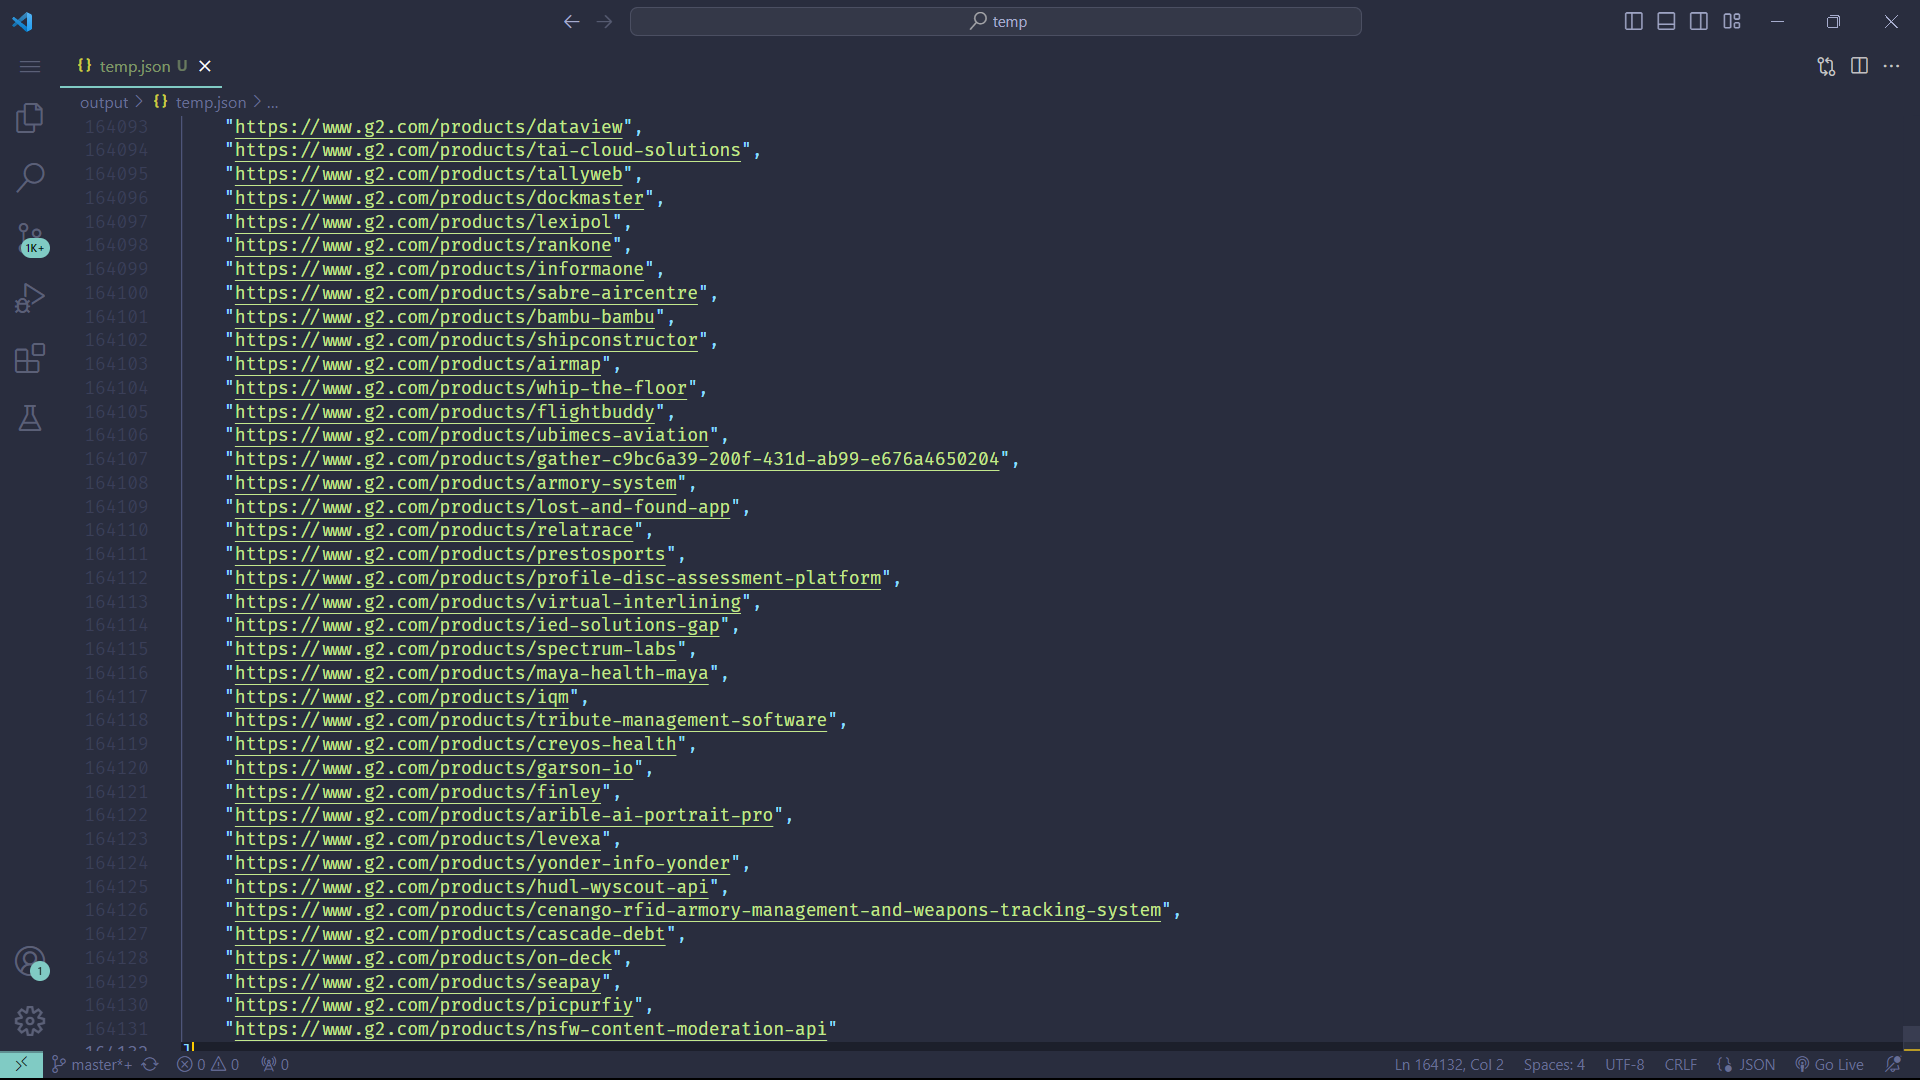 temp
temp.json U
output > temp.json > ...
164093 "https://www.g2.com/products/dataview",
164094 "https://www.g2.com/products/tai-cloud-solutions",
164095 "https://www.g2.com/products/tallyweb",
164096 "https://www.g2.com/products/dockmaster",
164097 "https://www.g2.com/products/lexipol",
164098 "https://www.g2.com/products/rankone",
164099 "https://www.g2.com/products/informaone",
164100 "https://www.g2.com/products/sabre-aircentre",
164101 "https://www.g2.com/products/bambu-bambu",
164102 "https://www.g2.com/products/shipconstructor",
164103 "https://www.g2.com/products/airmap",
164104 "https://www.g2.com/products/whip-the-floor",
164105 "https://www.g2.com/products/flightbuddy",
164106 "https://www.g2.com/products/ubimecs-aviation",
164107 "https://www.g2.com/products/gather-c9bc6a39-200f-431d-ab99-e676a4650204",
164108 "https://www.g2.com/products/armory-system",
164109 "https://www.g2.com/products/lost-and-found-app",
164110 "https://www.g2.com/products/relatrace",
164111 "https://www.g2.com/products/prestosports",
164112 "https://www.g2.com/products/profile-disc-assessment-platform",
164113 "https://www.g2.com/products/virtual-interlining",
164114 "https://www.g2.com/products/ied-solutions-gap",
164115 "https://www.g2.com/products/spectrum-labs",
164116 "https://www.g2.com/products/maya-health-maya",
164117 "https://www.g2.com/products/iqm",
164118 "https://www.g2.com/products/tribute-management-software",
164119 "https://www.g2.com/products/creyos-health",
164120 "https://www.g2.com/products/garson-io",
164121 "https://www.g2.com/products/finley",
164122 "https://www.g2.com/products/arible-ai-portrait-pro",
164123 "https://www.g2.com/products/levexa",
164124 "https://www.g2.com/products/yonder-info-yonder",
164125 "https://www.g2.com/products/hudl-wyscout-api",
164126 "https://www.g2.com/products/cenango-rfid-armory-management-and-weapons-tracking-system",
164127 "https://www.g2.com/products/cascade-debt",
164128 "https://www.g2.com/products/on-deck",
164129 "https://www.g2.com/products/seapay",
164130 "https://www.g2.com/products/picpurfiy",
164131 "https://www.g2.com/products/nsfw-content-moderation-api"
164132 ]
1K+
1
master*+ 0 0 0 Ln 164132, Col 2 Spaces: 4 UTF-8 CRLF {} JSON Go Live